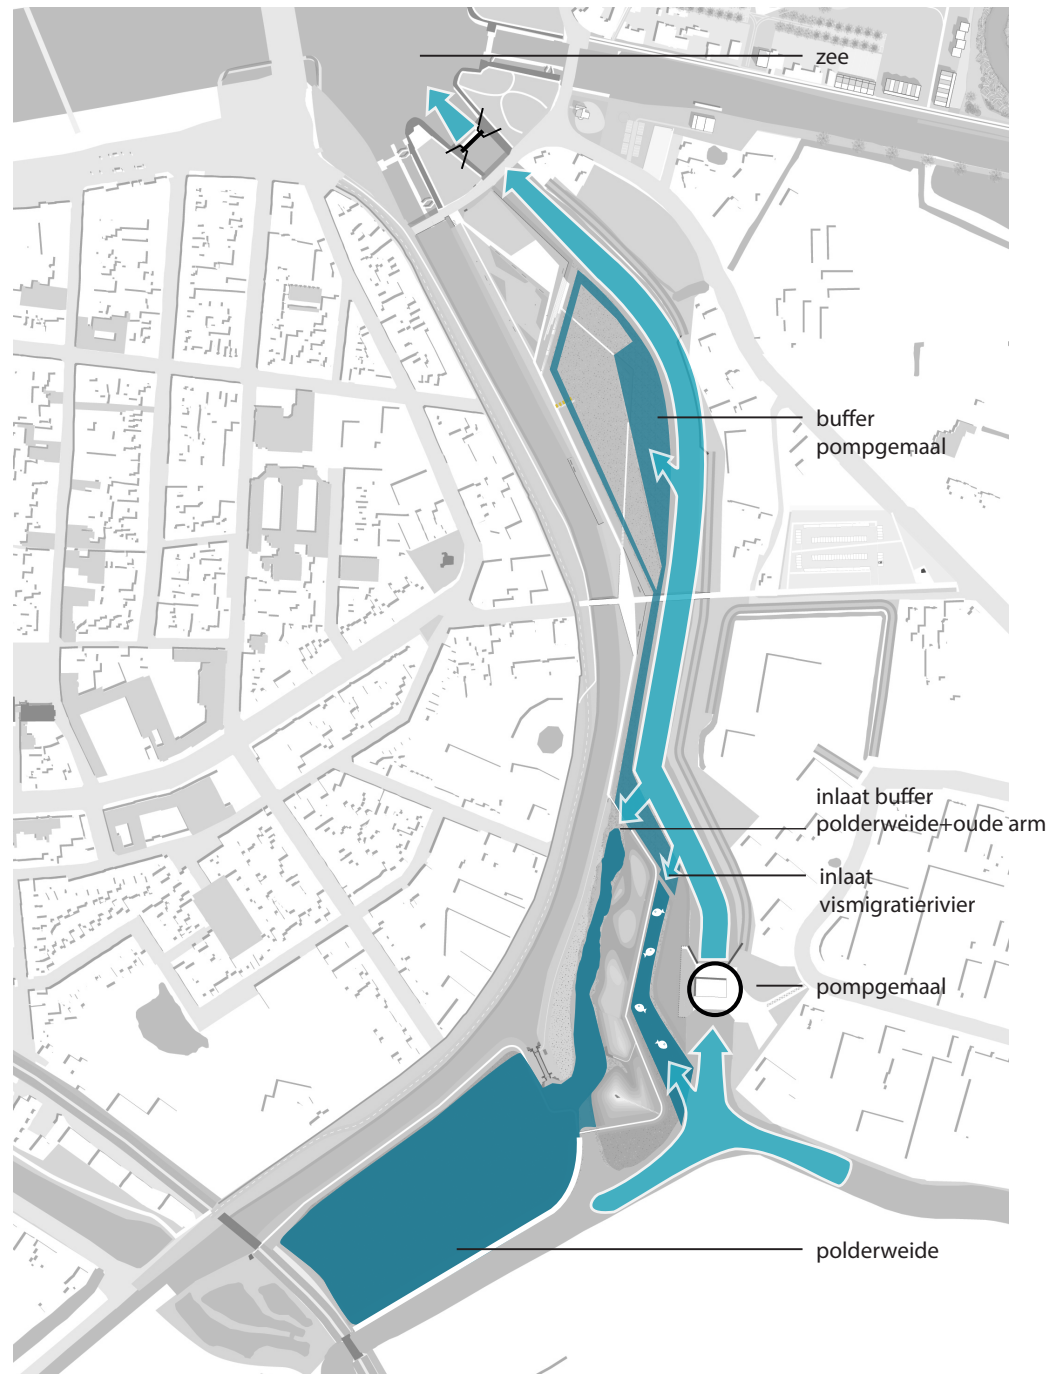 zee
buffer
pompgemaal
inlaat buffer
polderweide+oude arm
inlaat
vismigratierivier
pompgemaal
polderweide